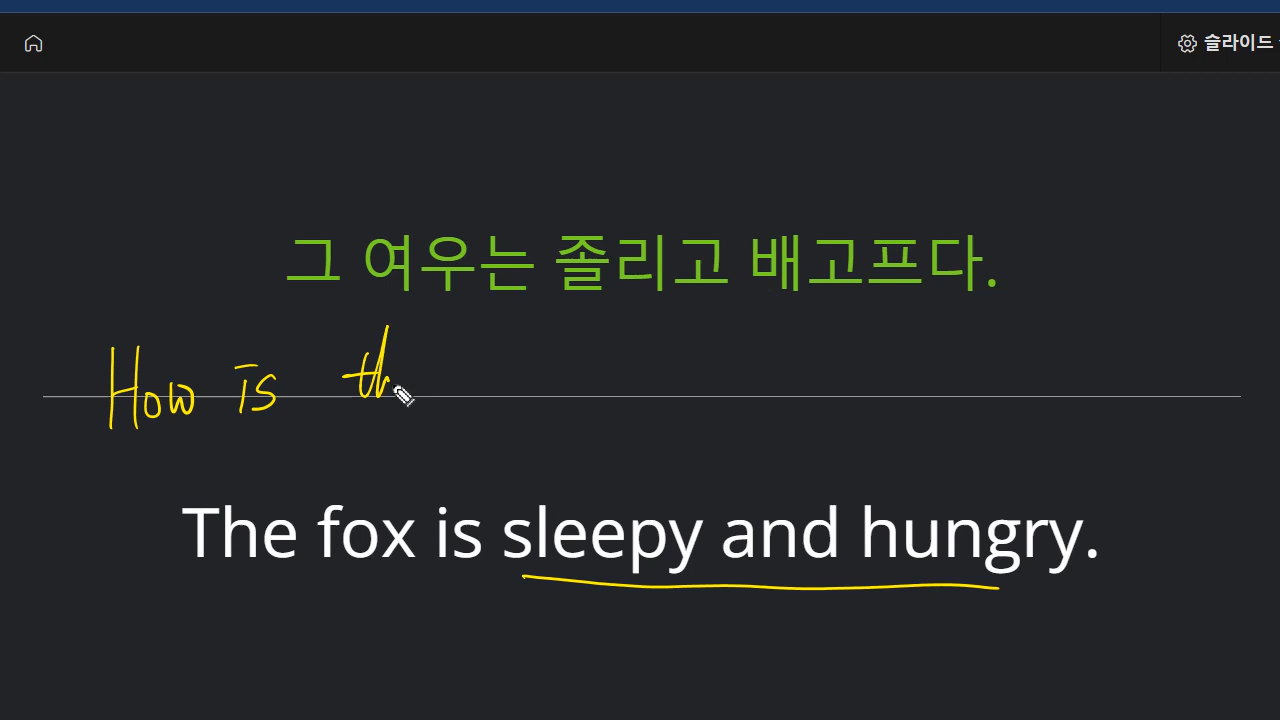 슬라이드
그 여우는 졸리고 배고프다.
How is th
The fox is sleepy and hungry.